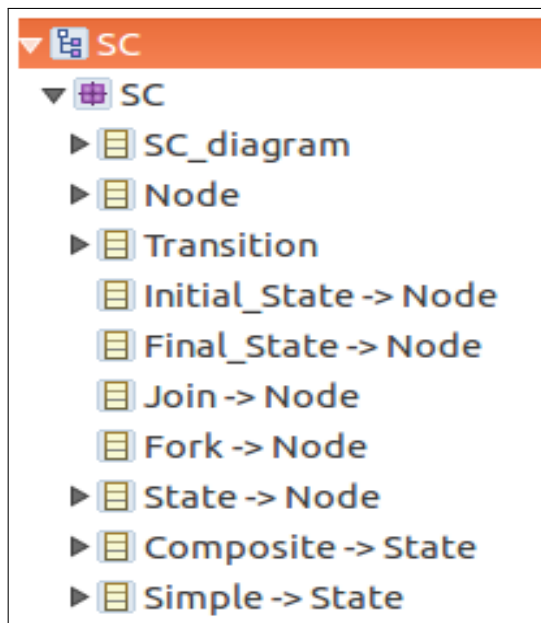 SC
SC
SC_diagram
Node
Transition
Initial_State -> Node
Final_State -> Node
Join -> Node
Fork -> Node
State -> Node
Composite -> State
Simple -> State